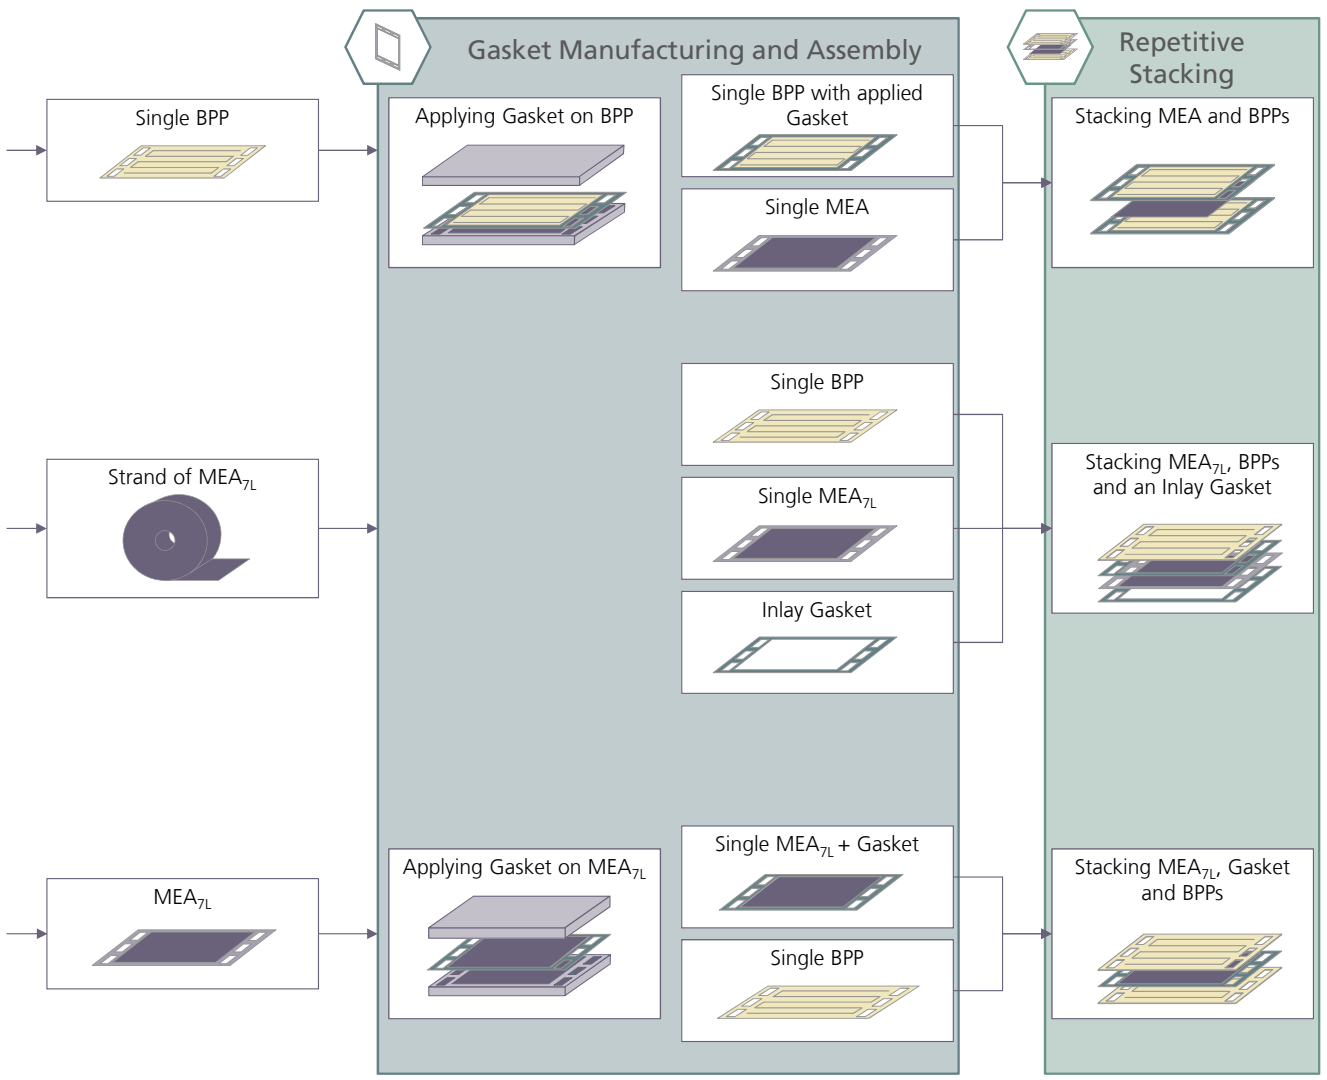 Gasket Manufacturing and Assembly
Repetitive
Stacking
Single BPP
Applying Gasket on BPP
Single BPP with applied
Gasket
Single MEA
Stacking MEA and BPPs
Strand of MEA7L
Single BPP
Single MEA7L
Inlay Gasket
Stacking MEA7L, BPPs
and an Inlay Gasket
MEA7L
Applying Gasket on MEA7L
Single MEA7L + Gasket
Single BPP
Stacking MEA7L, Gasket
and BPPs